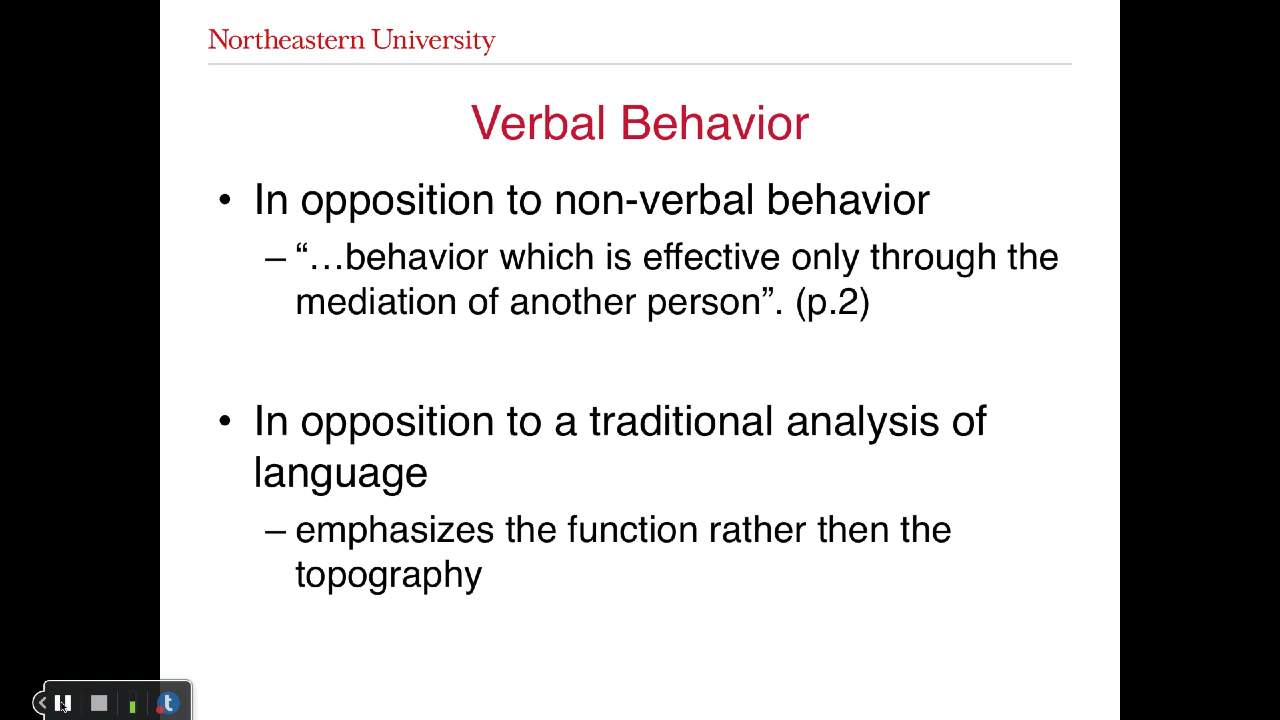 Northeastern University
Verbal Behavior
• In opposition to non-verbal behavior
– “…behavior which is effective only through the
mediation of another person”. (p.2)
• In opposition to a traditional analysis of
language
– emphasizes the function rather then the
topography
t